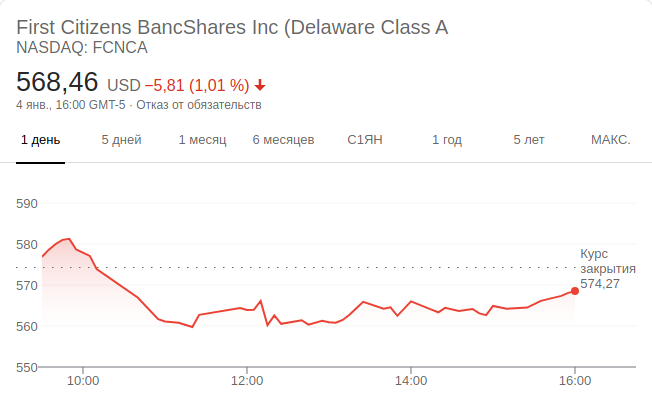 First Citizens BancShares Inc (Delaware Class A
NASDAQ: FCNCA
568,46 USD −5,81 (1,01 %)
4 янв., 16:00 GMT-5 · Отказ от обязательств
1 день 5 дней 1 месяц 6 месяцев С1ЯН 1 год 5 лет МАКС.
590
580
570
560
550
Курс
закрытия
574,27
10:00 12:00 14:00 16:00